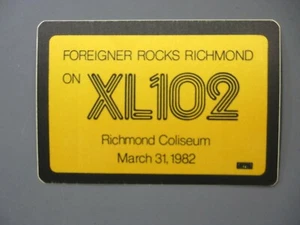 FOREIGNER ROCKS RICHMOND
ON XL102
Richmond Coliseum
March 31, 1982